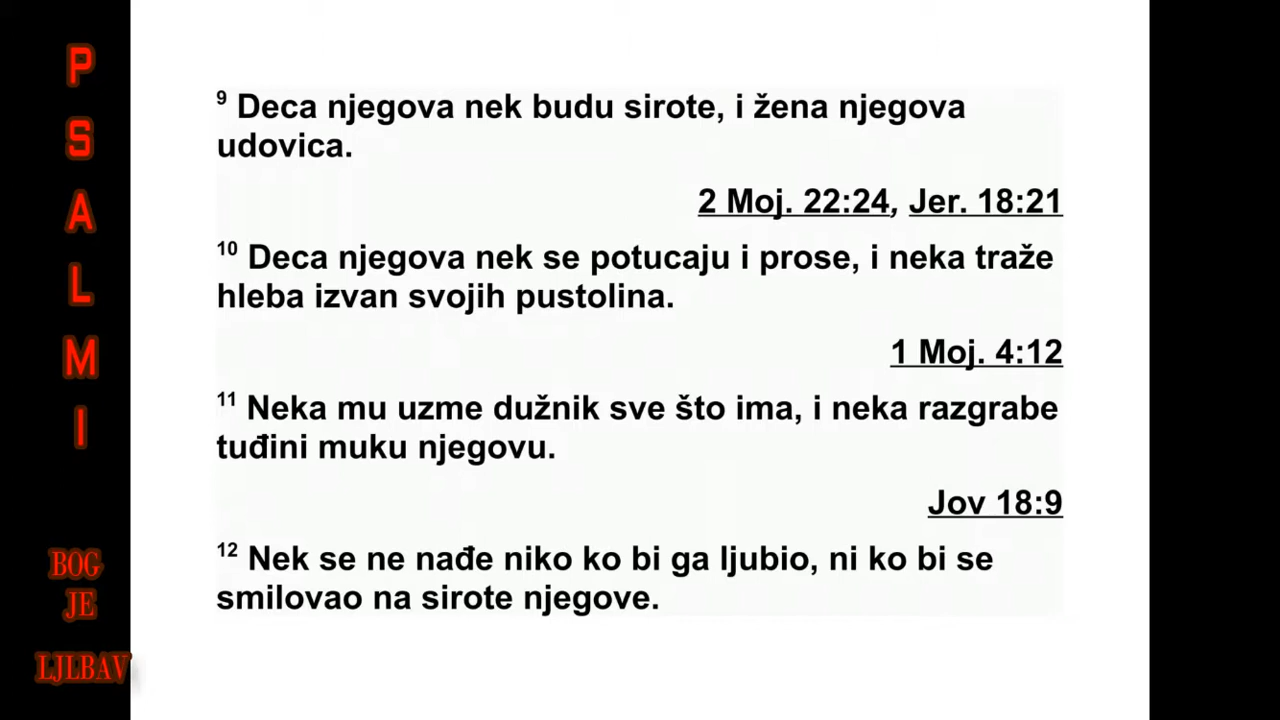 P
S
A
L
M
I
BOG
JE
LJLBAV
9 Deca njegova nek budu sirote, i žena njegova
udovica.
2 Moj. 22:24, Jer. 18:21
10 Deca njegova nek se potucaju i prose, i neka traže
hleba izvan svojih pustolina.
1 Moj. 4:12
11 Neka mu uzme dužnik sve što ima, i neka razgrabe
tuđini muku njegovu.
Jov 18:9
12 Nek se ne nađe niko ko bi ga ljubio, ni ko bi se
smilovao na sirote njegove.